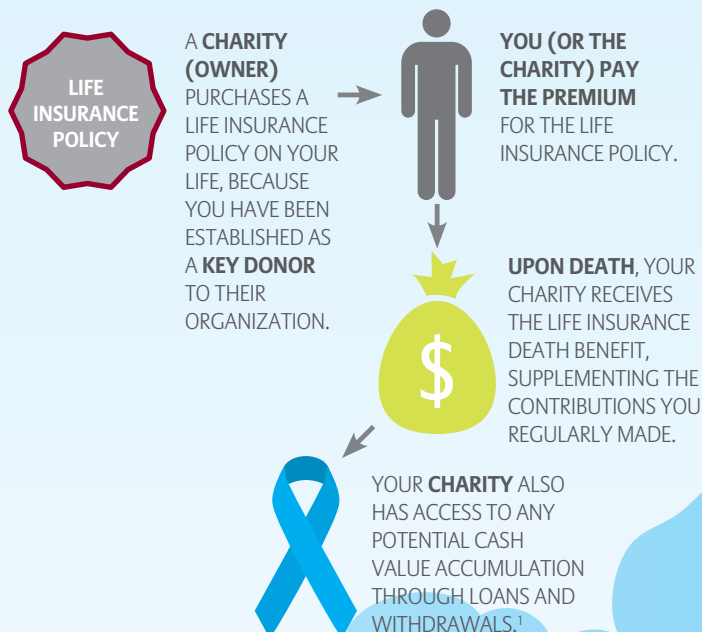 LIFE
INSURANCE
POLICY
A CHARITY
(OWNER)
PURCHASES A
LIFE INSURANCE
POLICY ON YOUR
LIFE, BECAUSE
YOU HAVE BEEN
ESTABLISHED AS
A KEY DONOR
TO THEIR
ORGANIZATION.
YOU (OR THE
CHARITY) PAY
THE PREMIUM
FOR THE LIFE
INSURANCE POLICY.
$
UPON DEATH, YOUR
CHARITY RECEIVES
THE LIFE INSURANCE
DEATH BENEFIT,
SUPPLEMENTING THE
CONTRIBUTIONS YOU
REGULARLY MADE.
YOUR CHARITY ALSO
HAS ACCESS TO ANY
POTENTIAL CASH
VALUE ACCUMULATION
THROUGH LOANS AND
WITHDRAWALS.¹